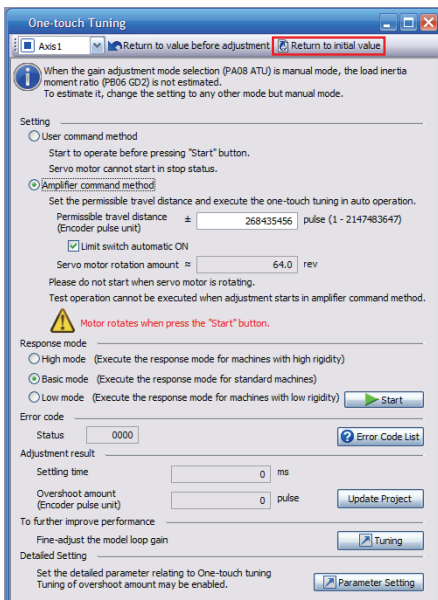 One-touch Tuning
Axis1 Return to value before adjustment Return to initial value
When the gain adjustment mode selection (PA08 ATU) is manual mode, the load inertia
moment ratio (PB06 GD2) is not estimated.
To estimate it, change the setting to any other mode but manual mode.
Setting
User command method
Start to operate before pressing "Start" button.
Servo motor cannot start in stop status.
Amplifier command method
Set the permissible travel distance and execute the one-touch tuning in auto operation.
Permissible travel distance ± 268435456 pulse (1 - 2147483647)
(Encoder pulse unit)
Limit switch automatic ON
Servo motor rotation amount ≈ 64.0 rev
Please do not start when servo motor is rotating.
Test operation cannot be executed when adjustment starts in amplifier command method.
Motor rotates when press the "Start" button.
Response mode
High mode (Execute the response mode for machines with high rigidity)
Basic mode (Execute the response mode for standard machines)
Low mode (Execute the response mode for machines with low rigidity) Start
Error code
Status 0000 Error Code List
Adjustment result
Settling time 0 ms
Overshoot amount 0 pulse Update Project
(Encoder pulse unit)
To further improve performance
Fine-adjust the model loop gain Tuning
Detailed Setting
Set the detailed parameter relating to One-touch tuning
Tuning of overshoot amount may be enabled. Parameter Setting